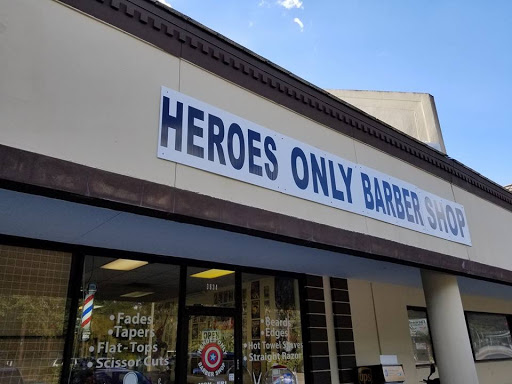 HEROES ONLY BARBER SHOP
•Fades
•Tapers
•Flat-Tops
•Scissor Cuts
•Beards
•Edges
•Hot Towel Shaves
•Straight Razor